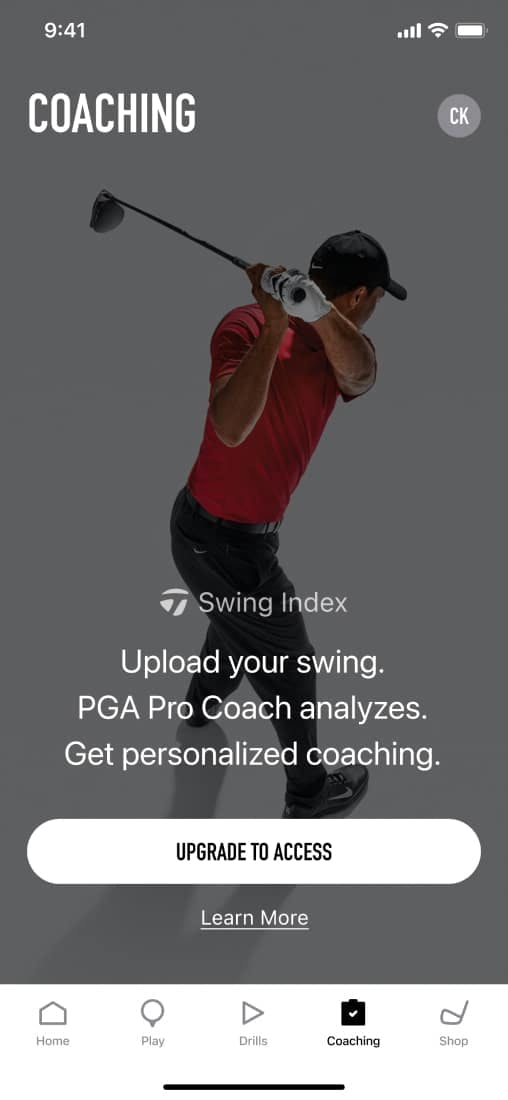 9:41
COACHING
CK
Swing Index
Upload your swing.
PGA Pro Coach analyzes.
Get personalized coaching.
UPGRADE TO ACCESS
Learn More
Home
Play
Drills
Coaching
Shop